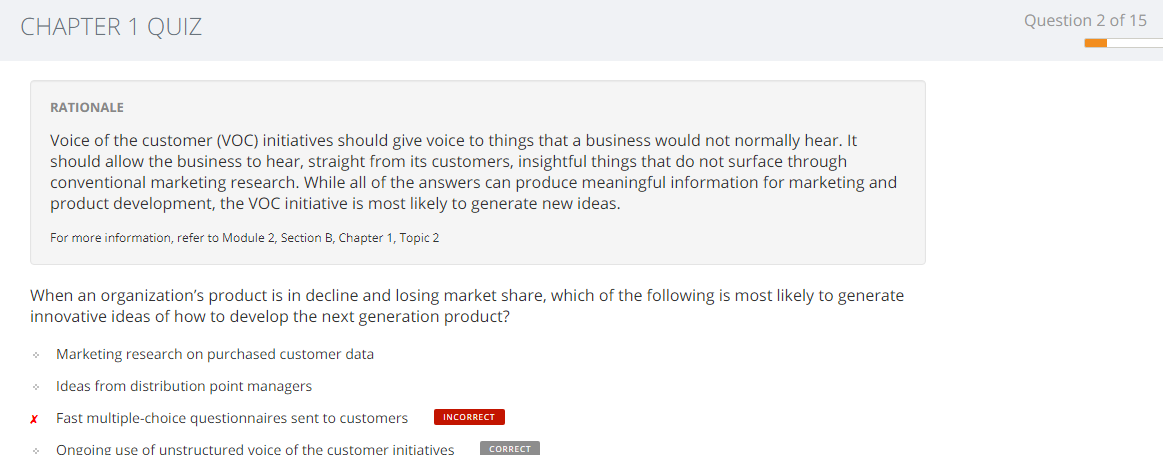 CHAPTER 1 QUIZ
Question 2 of 15
RATIONALE
Voice of the customer (VOC) initiatives should give voice to things that a business would not normally hear. It
should allow the business to hear, straight from its customers, insightful things that do not surface through
conventional marketing research. While all of the answers can produce meaningful information for marketing and
product development, the VOC initiative is most likely to generate new ideas.
For more information, refer to Module 2, Section B, Chapter 1, Topic 2
When an organization’s product is in decline and losing market share, which of the following is most likely to generate
innovative ideas of how to develop the next generation product?
Marketing research on purchased customer data
Ideas from distribution point managers
✗ Fast multiple-choice questionnaires sent to customers INCORRECT
Ongoing use of unstructured voice of the customer initiatives CORRECT